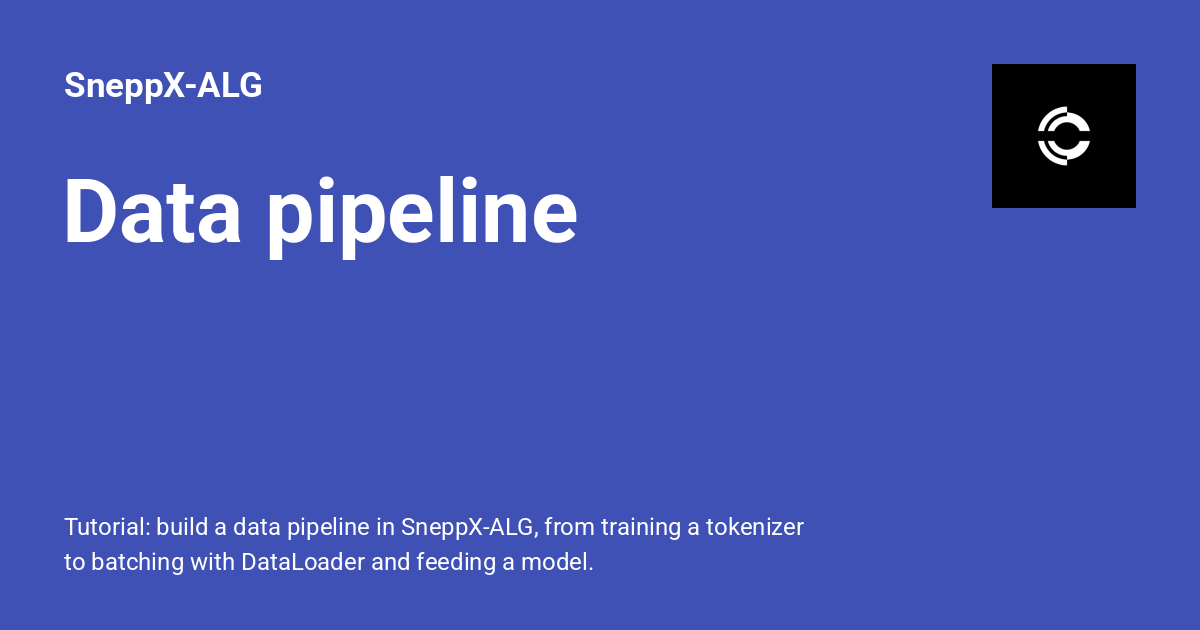 SneppX-ALG
Data pipeline
Tutorial: build a data pipeline in SneppX-ALG, from training a tokenizer
to batching with DataLoader and feeding a model.